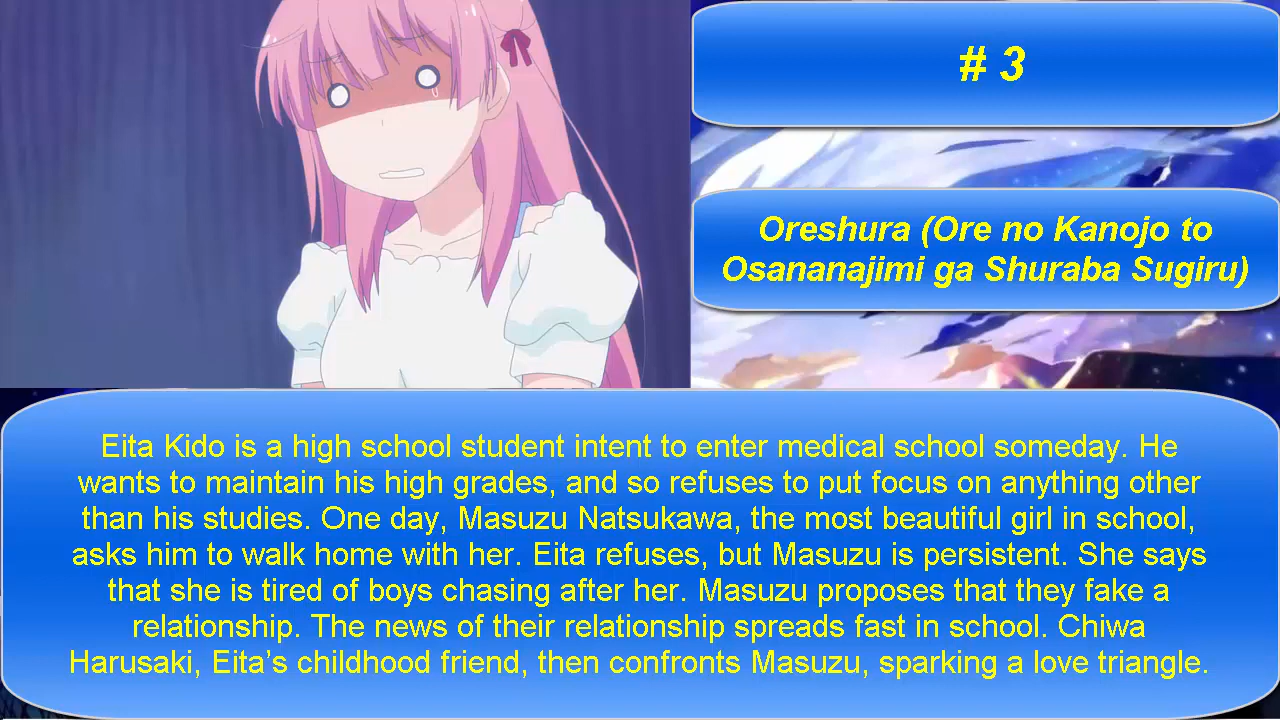 # 3
Oreshura (Ore no Kanojo to
Osananajimi ga Shuraba Sugiru)
Eita Kido is a high school student intent to enter medical school someday. He
wants to maintain his high grades, and so refuses to put focus on anything other
than his studies. One day, Masuzu Natsukawa, the most beautiful girl in school,
asks him to walk home with her. Eita refuses, but Masuzu is persistent. She says
that she is tired of boys chasing after her. Masuzu proposes that they fake a
relationship. The news of their relationship spreads fast in school. Chiwa
Harusaki, Eita’s childhood friend, then confronts Masuzu, sparking a love triangle.